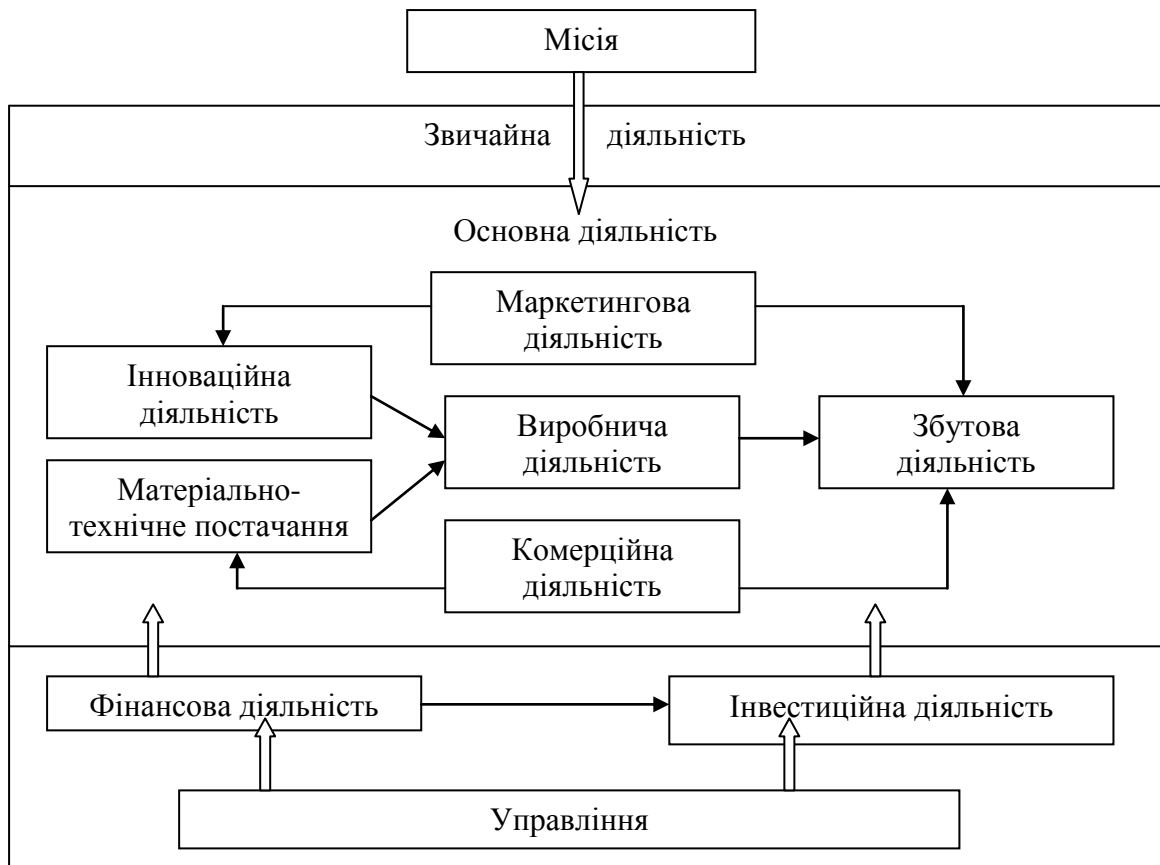 Місія
Звичайна діяльність
Основна діяльність
Маркетингова
діяльність
Інноваційна
діяльність
Виробнича
діяльність
Збутова
діяльність
Матеріально-
технічне постачання
Комерційна
діяльність
Фінансова діяльність
Інвестиційна діяльність
Управління